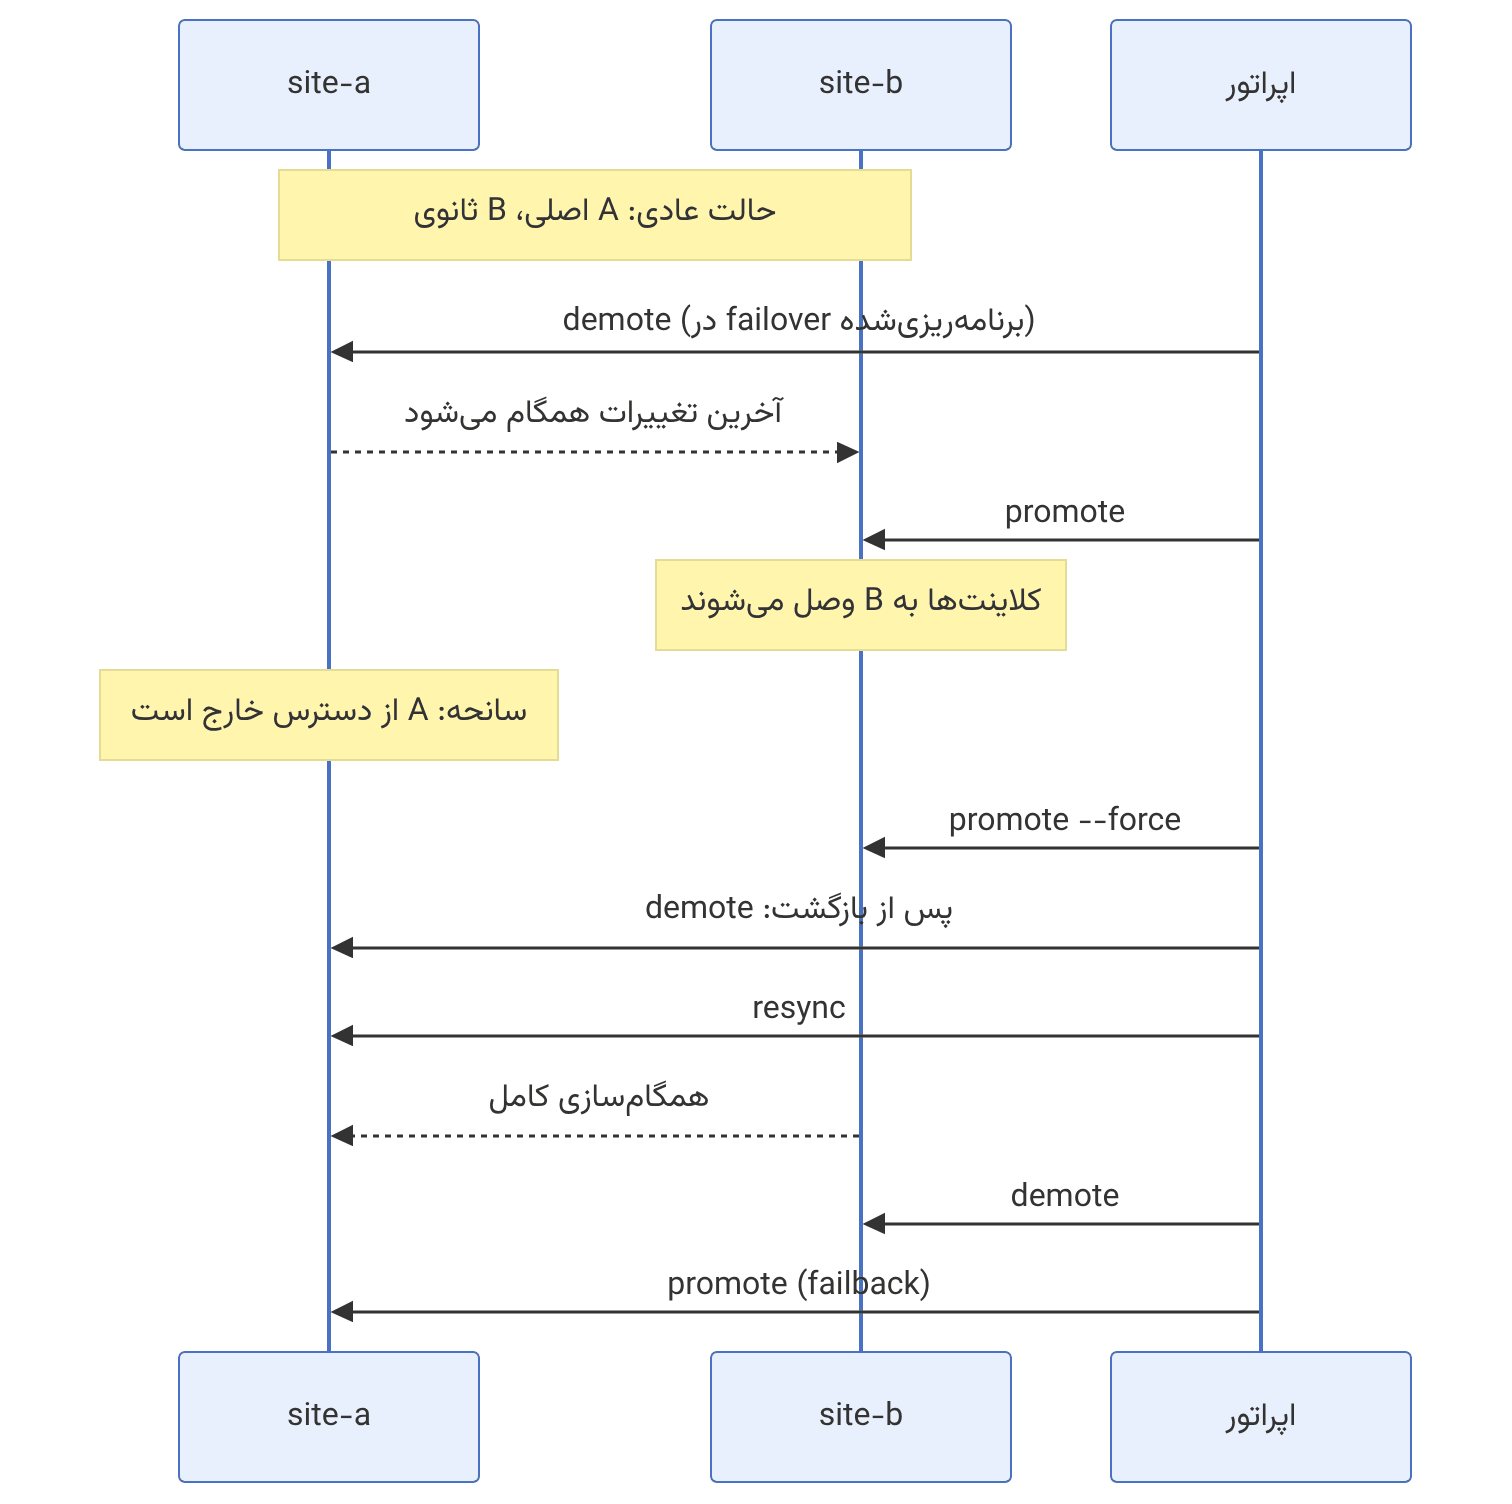 site-a
site-b
اپراتور
حالت عادی: A اصلی، B ثانوی
demote (در failover برنامه‌ریزی‌شده)
آخرین تغییرات همگام می‌شود
promote
کلاینت‌ها به B وصل می‌شوند
سانحه: A از دسترس خارج است
promote --force
پس از بازگشت: demote
resync
همگام‌سازی کامل
demote
promote (failback)
site-a
site-b
اپراتور